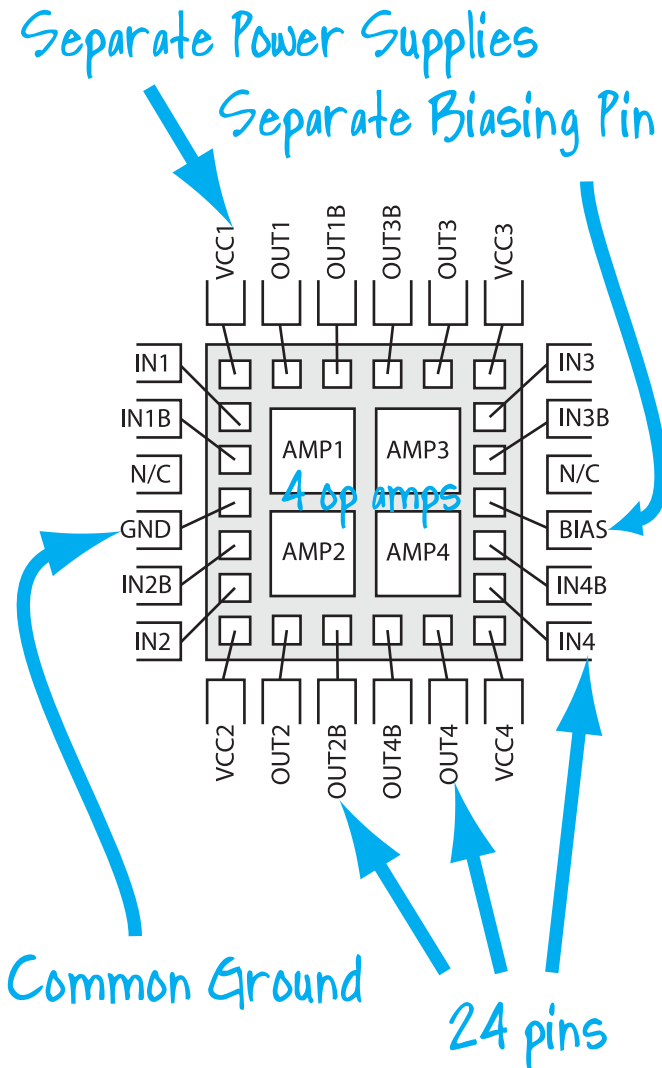 Separate Power Supplies
Separate Biasing Pin
VCC1
OUT1
OUT1B
OUT3B
OUT3
VCC3
IN1
IN1B
N/C
GND
IN2B
IN2
AMP1
AMP3
4 op amps
AMP2
AMP4
IN3
IN3B
N/C
BIAS
IN4B
IN4
VCC2
OUT2
OUT2B
OUT4B
OUT4
VCC4
Common Ground
24 pins